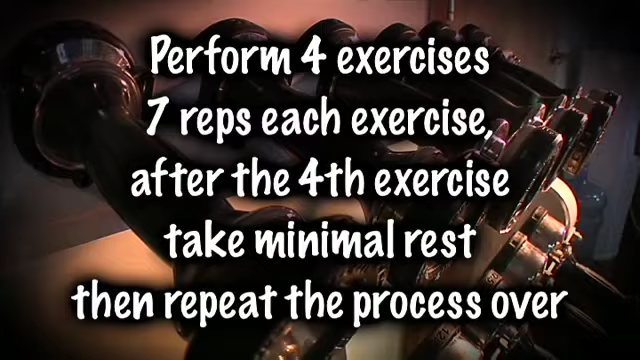 Perform 4 exercises
7 reps each exercise,
after the 4th exercise
take minimal rest
then repeat the process over